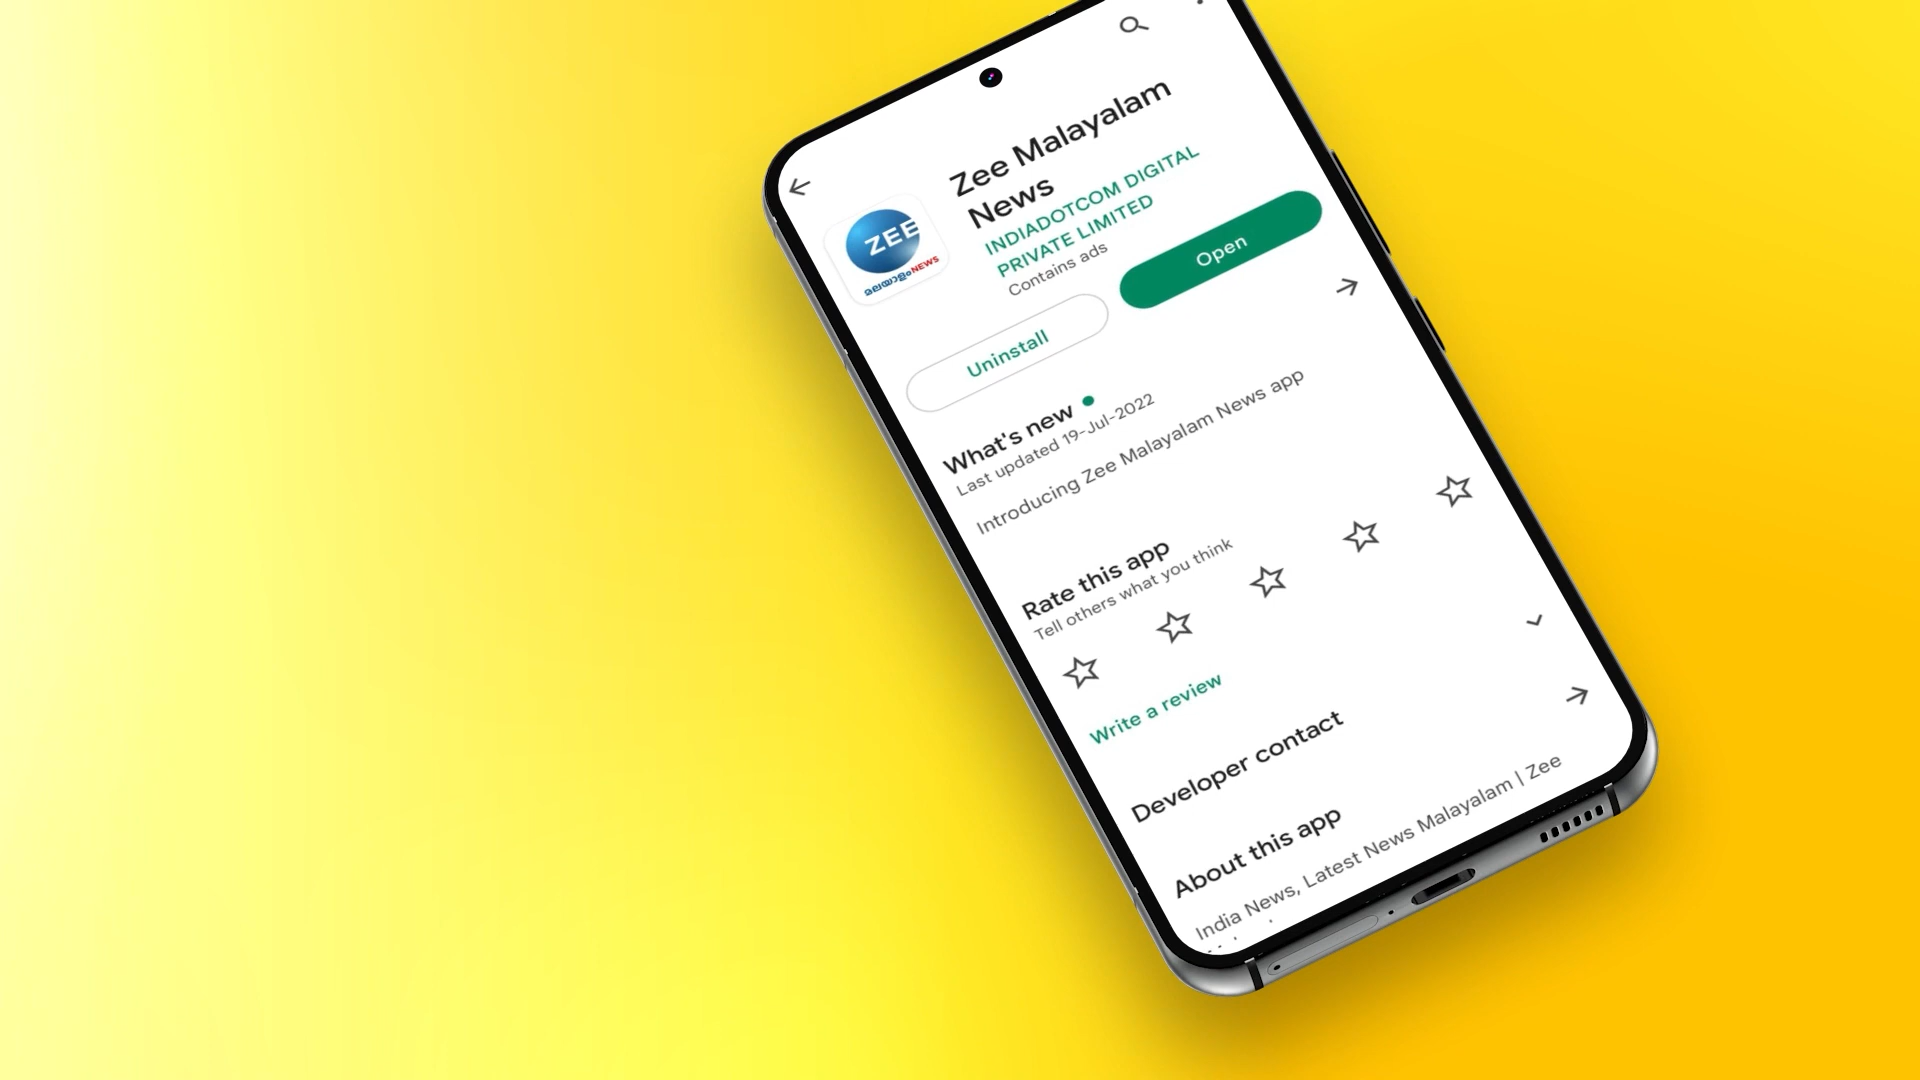 Zee Malayalam
News
INDIADOTCOM DIGITAL
PRIVATE LIMITED
Contains ads
ZEE
മലയാളം NEWS
Uninstall
Open
What's new
Last updated 19-Jul-2022
Introducing Zee Malayalam News app
Rate this app
Tell others what you think
Write a review
Developer contact
About this app
India News, Latest News Malayalam | Zee